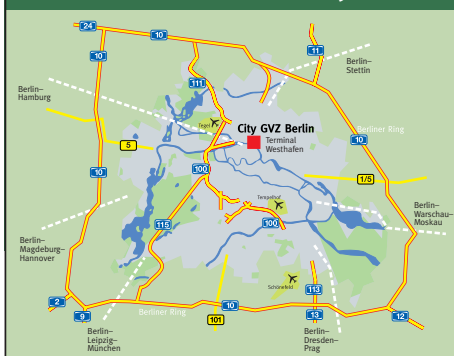 24
10
11
Berlin–
Stettin
111
Berlin–
Hamburg
Tegel
City GVZ Berlin
Terminal
Westhafen
Berliner Ring
10
5
10
100
1/5
Tempelhof
Berlin–
Warschau–
Moskau
115
100
Berlin–
Magdeburg–
Hannover
Schönefeld
113
2
9
Berliner Ring
10
101
13
12
Berlin–
Leipzig–
München
Berlin–
Dresden–
Prag